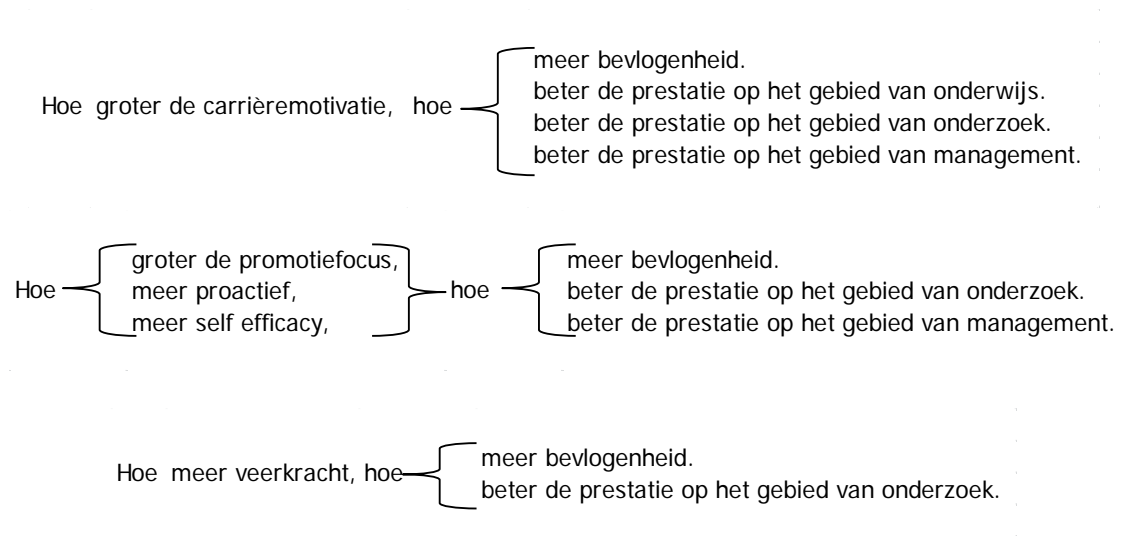 meer bevlogenheid.
beter de prestatie op het gebied van onderwijs.
Hoe groter de carrièremotivatie, hoe
beter de prestatie op het gebied van onderzoek.
beter de prestatie op het gebied van management.
groter de promotiefocus,
meer proactief,
meer self efficacy,
Hoe
hoe
meer bevlogenheid.
beter de prestatie op het gebied van onderzoek.
beter de prestatie op het gebied van management.
Hoe meer veerkracht, hoe
meer bevlogenheid.
beter de prestatie op het gebied van onderzoek.